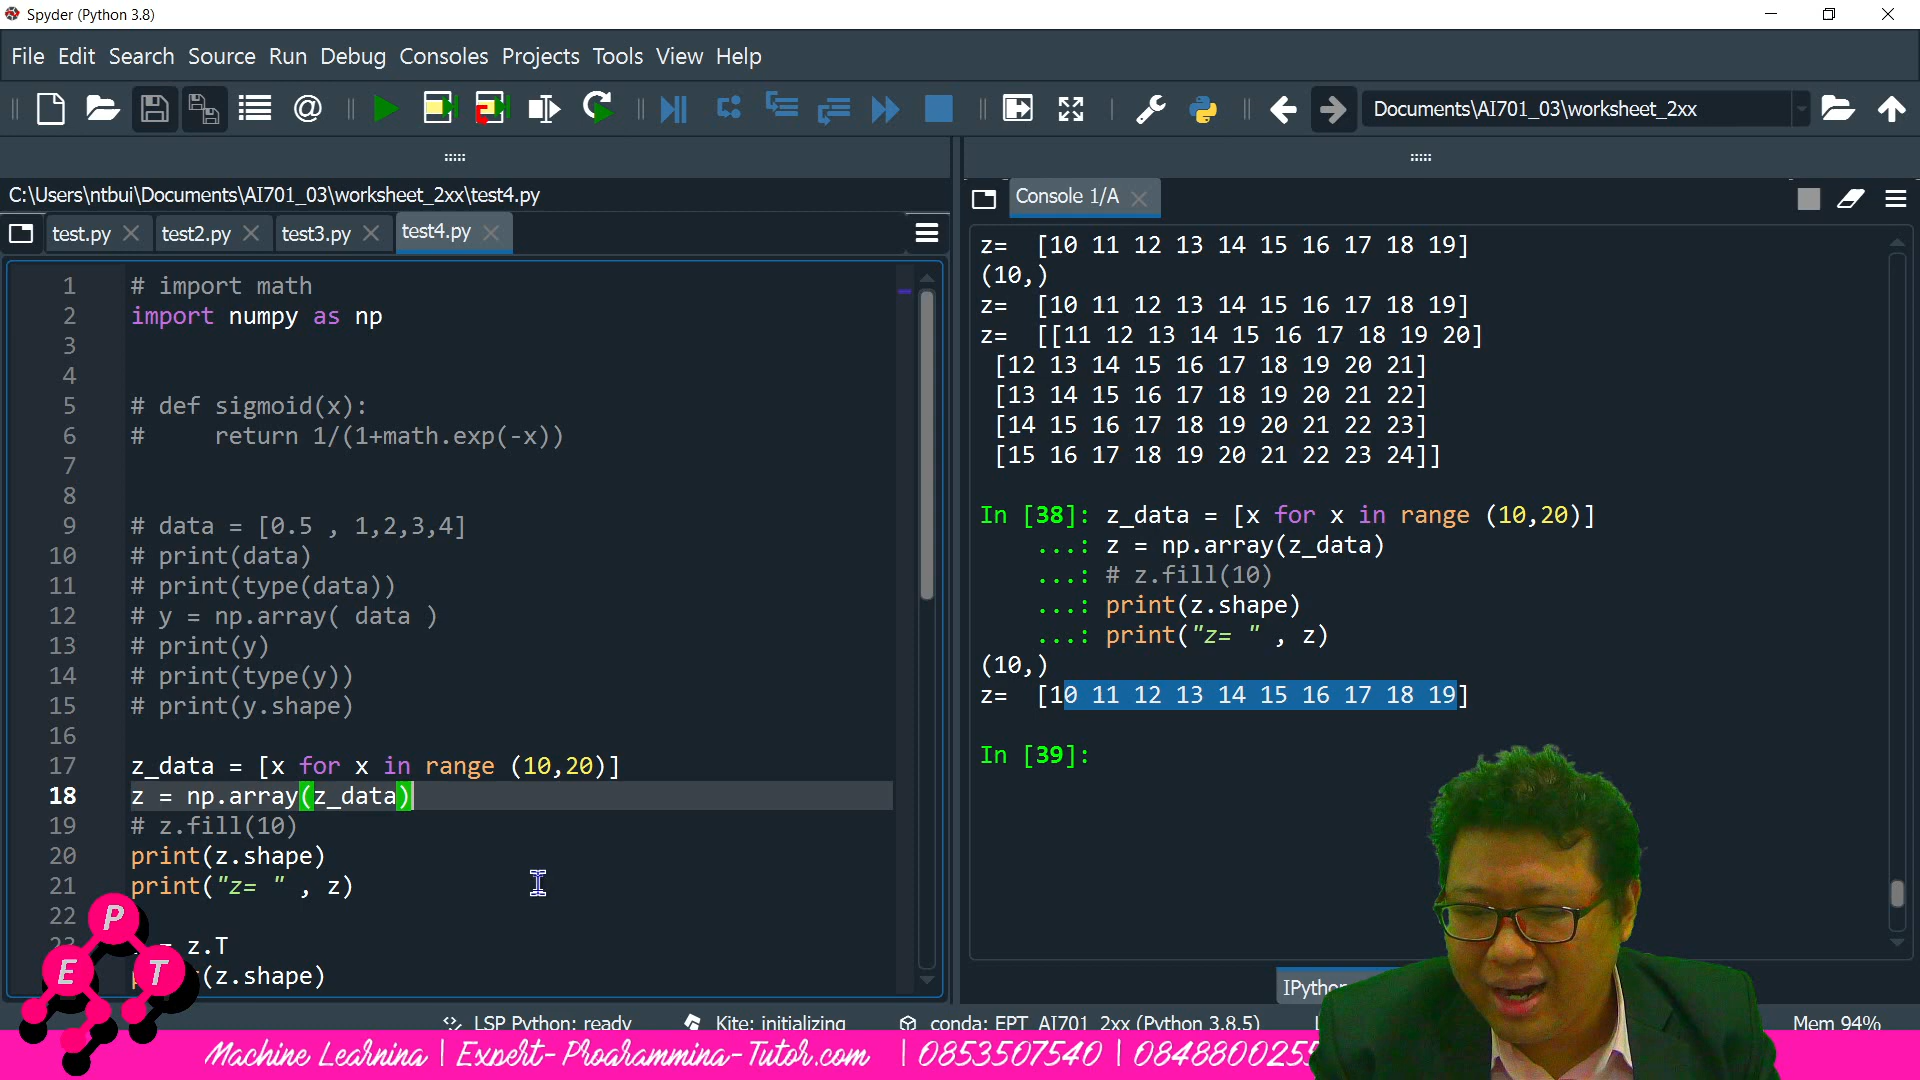 Spyder (Python 3.8)
File Edit Search Source Run Debug Consoles Projects Tools View Help
Documents\AI701_03\worksheet_2xx
C:\Users\ntbui\Documents\AI701_03\worksheet_2xx\test4.py
test.py test2.py test3.py test4.py
1 # import math
2 import numpy as np
3
4
5 # def sigmoid(x):
6 #     return 1/(1+math.exp(-x))
7
8
9 # data = [0.5 , 1,2,3,4]
10 # print(data)
11 # print(type(data))
12 # y = np.array( data )
13 # print(y)
14 # print(type(y))
15 # print(y.shape)
16
17 z_data = [x for x in range (10,20)]
18 z = np.array(z_data)
19 # z.fill(10)
20 print(z.shape)
21 print("z= " , z)
22
23 = z.T
(z.shape)
Console 1/A
z=  [10 11 12 13 14 15 16 17 18 19]
(10,)
z=  [10 11 12 13 14 15 16 17 18 19]
z=  [[11 12 13 14 15 16 17 18 19 20]
[12 13 14 15 16 17 18 19 20 21]
[13 14 15 16 17 18 19 20 21 22]
[14 15 16 17 18 19 20 21 22 23]
[15 16 17 18 19 20 21 22 23 24]]
In [38]: z_data = [x for x in range (10,20)]
...: z = np.array(z_data)
...: # z.fill(10)
...: print(z.shape)
...: print("z= " , z)
(10,)
z=  [10 11 12 13 14 15 16 17 18 19]
In [39]:
LSP Python: ready Kite: initializing conda: EPT_AI701_2xx (Python 3.8.5) Mem 94%
E P T
Machine Learning | Expert-Programming-Tutor.com | 0853507540 |